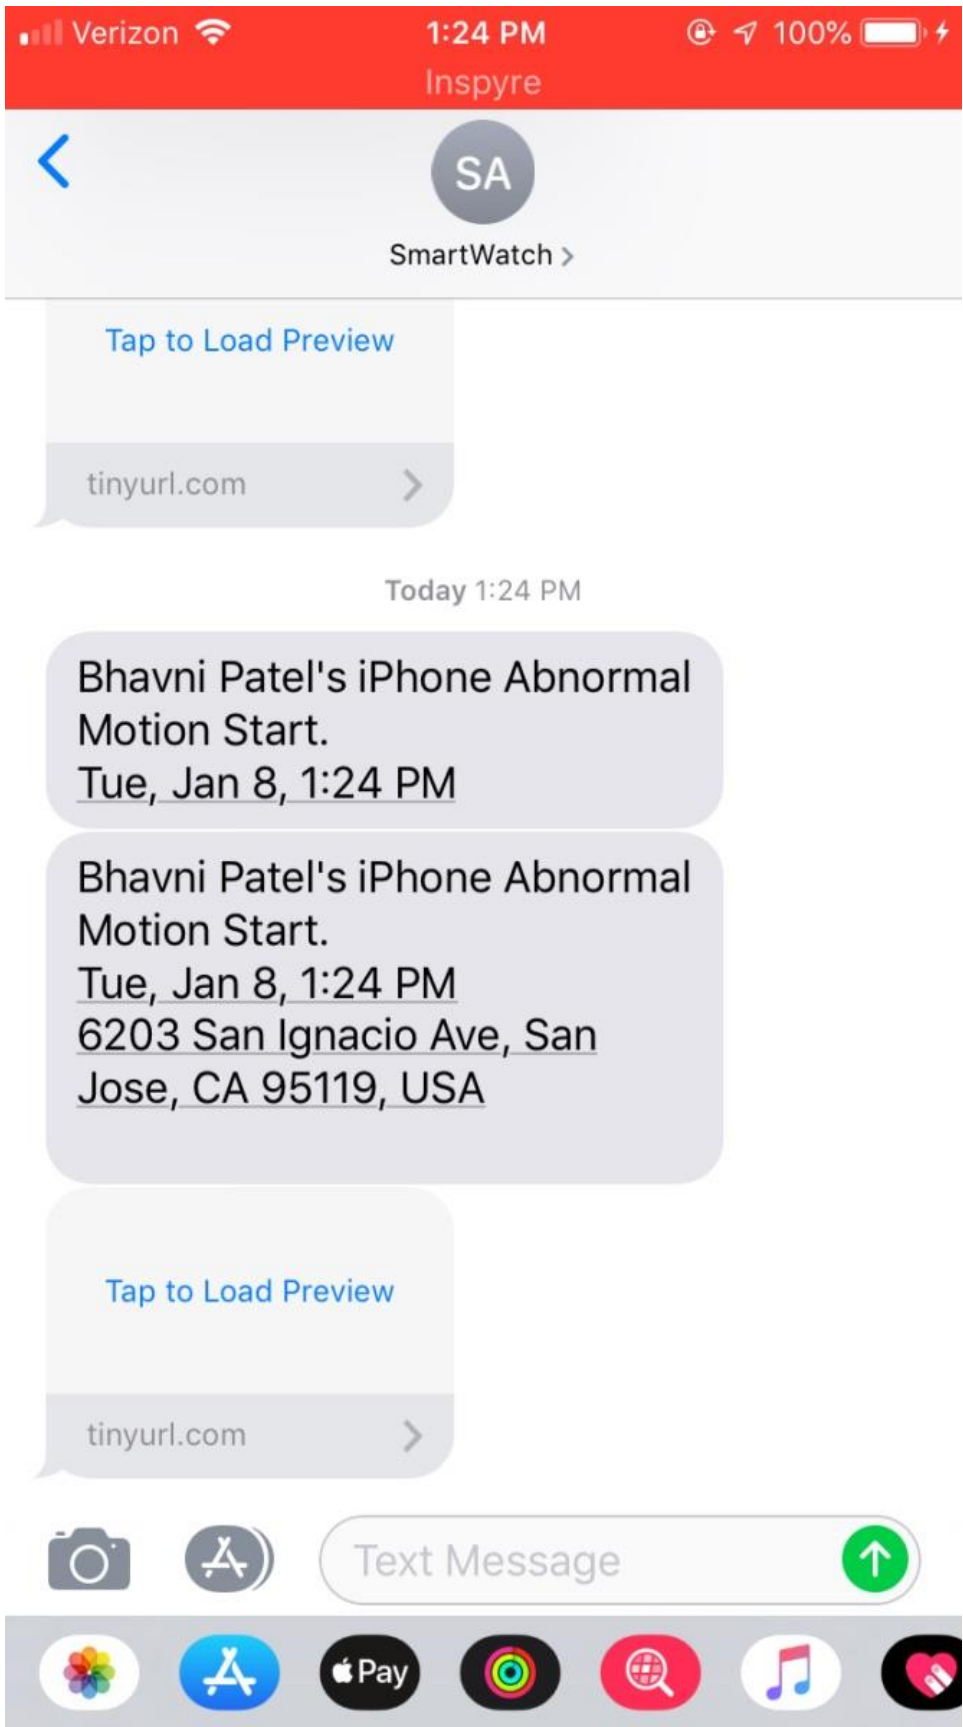 Verizon 1:24 PM 100%
Inspyre
SA
SmartWatch
Tap to Load Preview
tinyurl.com
Today 1:24 PM
Bhavni Patel's iPhone Abnormal
Motion Start.
Tue, Jan 8, 1:24 PM
Bhavni Patel's iPhone Abnormal
Motion Start.
Tue, Jan 8, 1:24 PM
6203 San Ignacio Ave, San
Jose, CA 95119, USA
Tap to Load Preview
tinyurl.com
Text Message
Pay